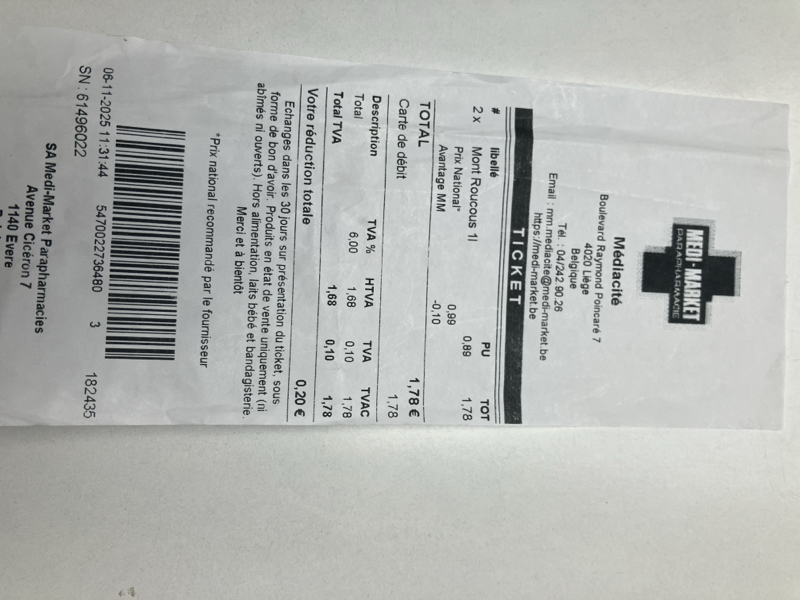 MEDI-MARKET
PARAPHARMACIE
Médiacité
Boulevard Raymond Poincaré 7
4020 Liège
Belgique
Tél : 04/242.90.26
Email : mm.mediacite@medi-market.be
https://medi-market.be
TICKET
# libellé PU TOT
2 x Mont Roucous 1l 0,89 1,78
Prix National* 0,99
Avantage MM -0,10
TOTAL 1,78 €
Carte de débit 1,78
Description TVA % HTVA TVA TVAC
Total 6,00 1,68 0,10 1,78
Total TVA 1,68 0,10 1,78
Votre réduction totale 0,20 €
Echanges dans les 30 jours sur présentation du ticket, sous
forme de bon d'avoir. Produits en état de vente uniquement (ni
abîmés ni ouverts). Hors alimentation, laits bébé et bandagisterie.
Merci et à bientôt
*Prix national recommandé par le fournisseur
06-11-2025 11:31:44 5470022736480 3 182435
SN : 61496022
SA Medi-Market Parapharmacies
Avenue Cicéron 7
1140 Evere